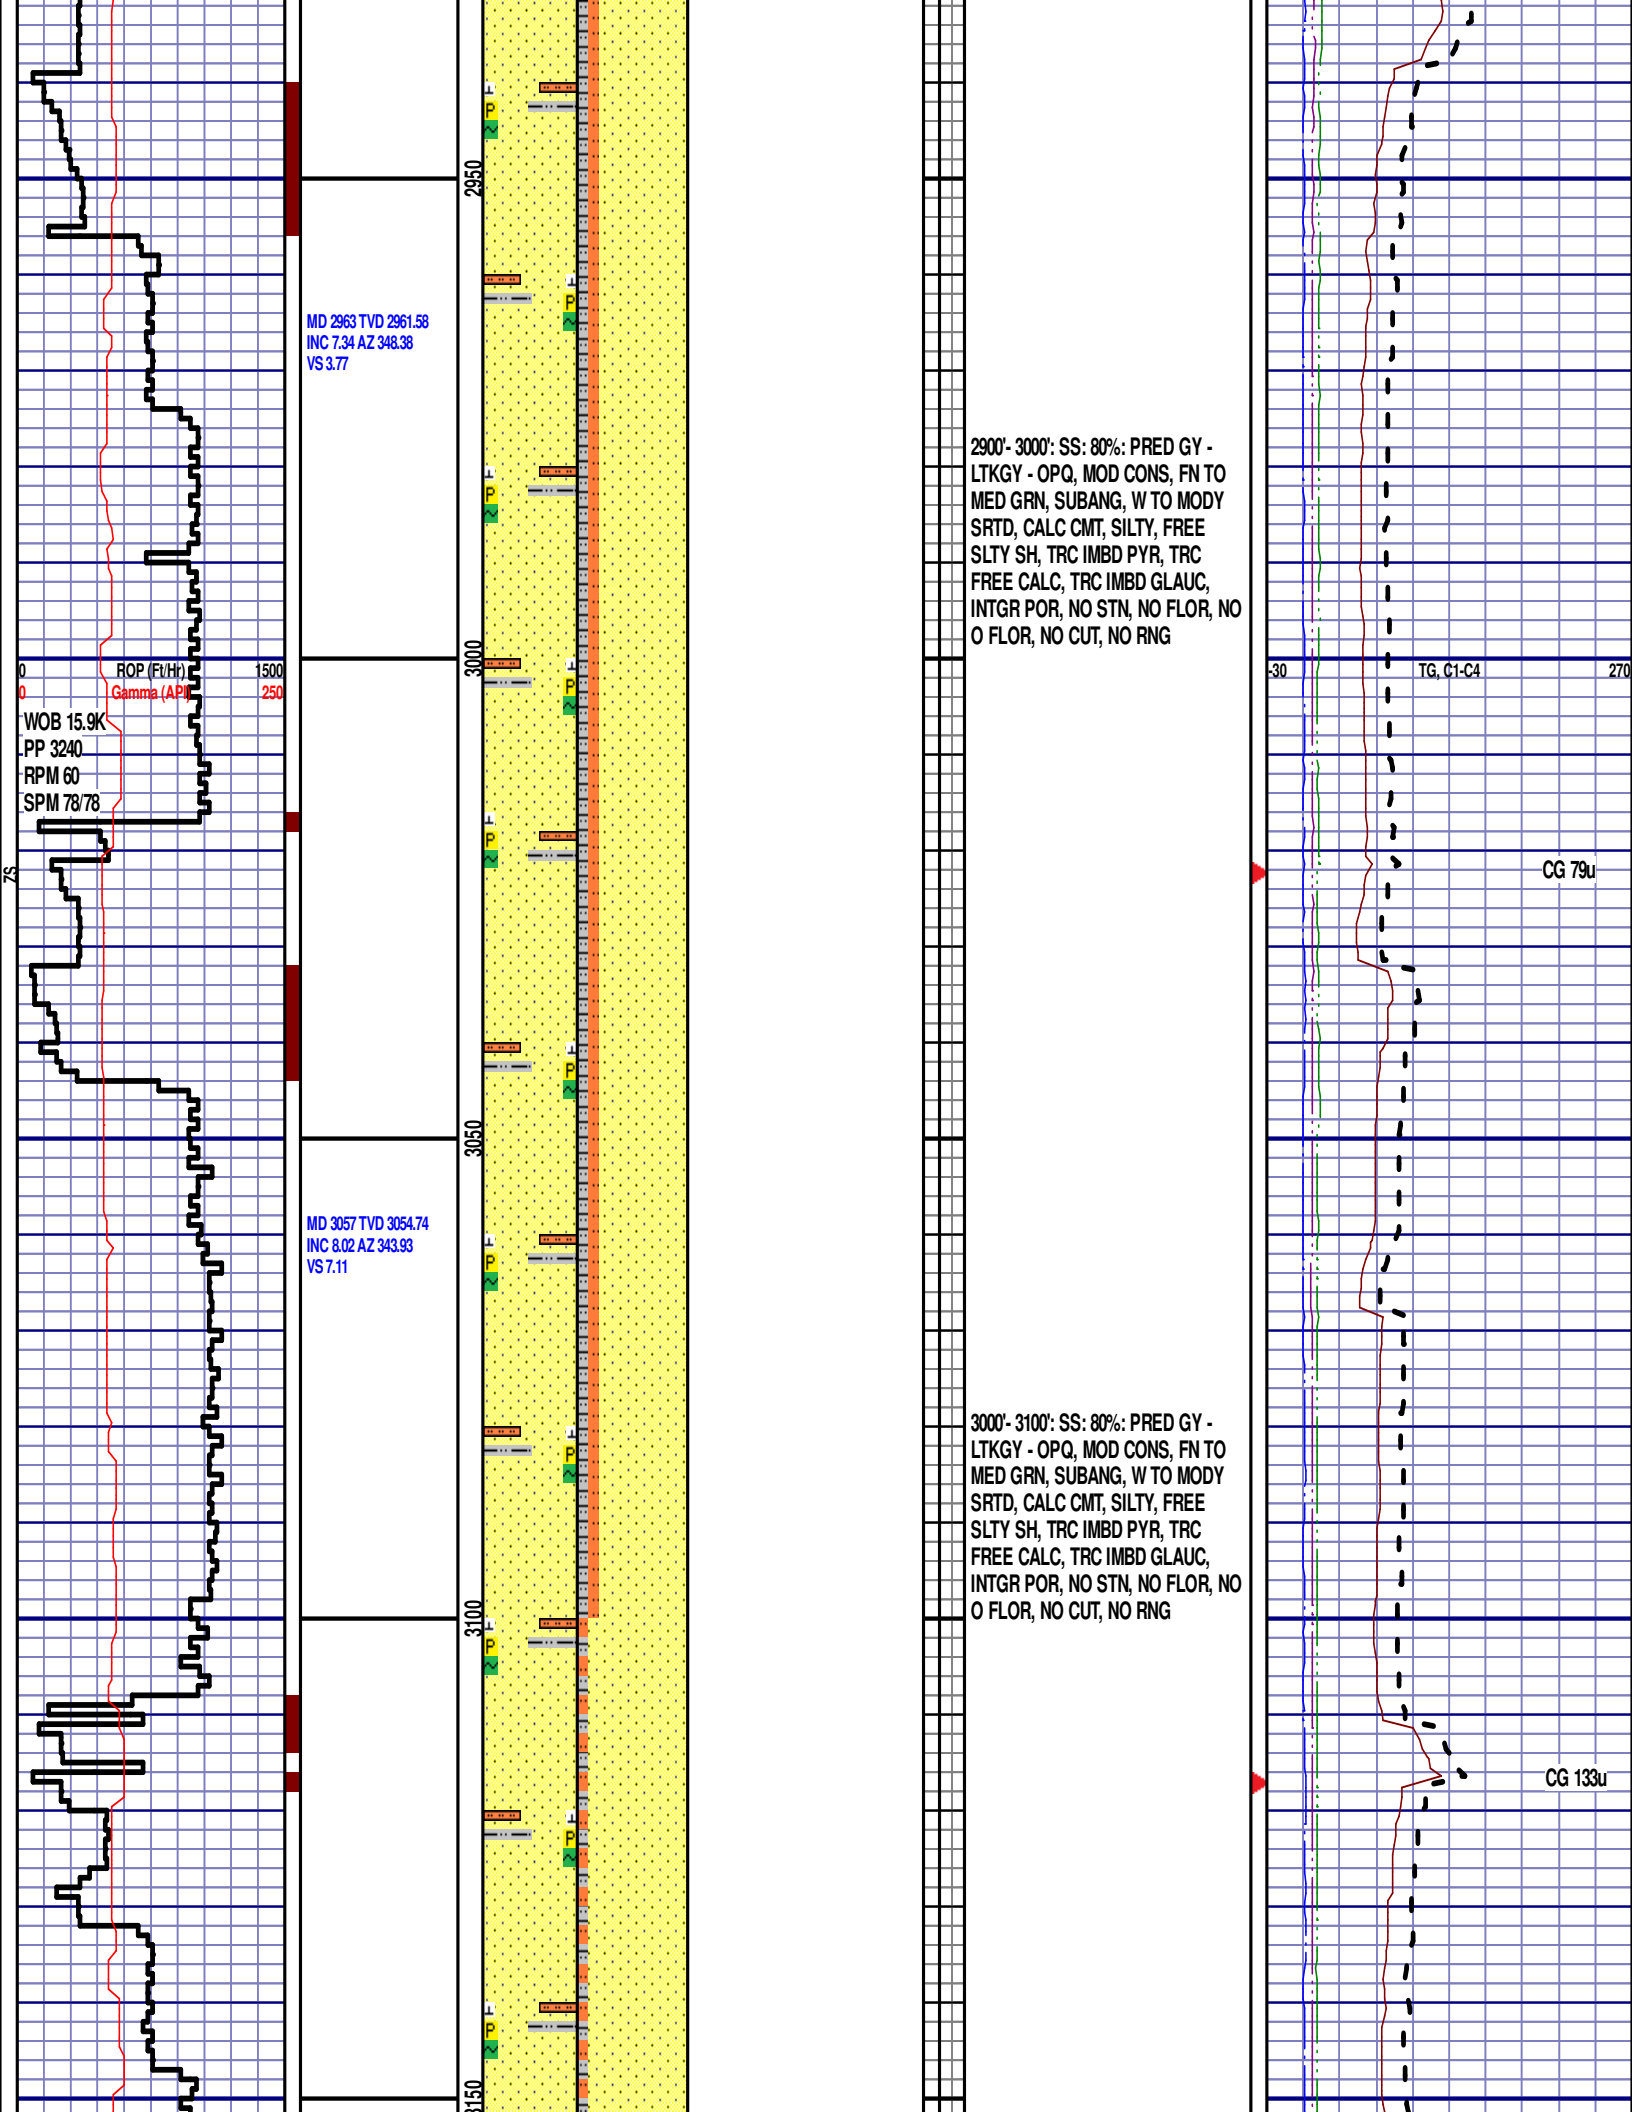 2950
MD 2963 TVD 2961.58
INC 7.34 AZ 348.38
VS 3.77
2900'- 3000': SS: 80%: PRED GY -
LTKGY - OPQ, MOD CONS, FN TO
MED GRN, SUBANG, W TO MODY
SRTD, CALC CMT, SILTY, FREE
SLTY SH, TRC IMBD PYR, TRC
FREE CALC, TRC IMBD GLAUC,
INTGR POR, NO STN, NO FLOR, NO
O FLOR, NO CUT, NO RNG
3000
0 ROP (Ft/Hr) 1500
0 Gamma (API) 250
-30 TG, C1-C4 270
WOB 15.9K
PP 3240
RPM 60
SPM 78/78
CG 79u
3050
MD 3057 TVD 3054.74
INC 8.02 AZ 343.93
VS 7.11
3000'- 3100': SS: 80%: PRED GY -
LTKGY - OPQ, MOD CONS, FN TO
MED GRN, SUBANG, W TO MODY
SRTD, CALC CMT, SILTY, FREE
SLTY SH, TRC IMBD PYR, TRC
FREE CALC, TRC IMBD GLAUC,
INTGR POR, NO STN, NO FLOR, NO
O FLOR, NO CUT, NO RNG
3100
CG 133u
3150
P
P
P
P
P
P
P
P
P
P
P